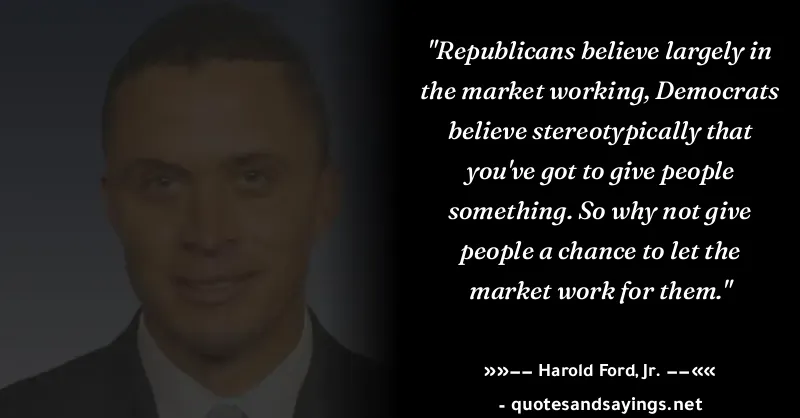 "Republicans believe largely in
the market working, Democrats
believe stereotypically that
you've got to give people
something. So why not give
people a chance to let the
market work for them."
»»−− Harold Ford, Jr. −−««
- quotesandsayings.net